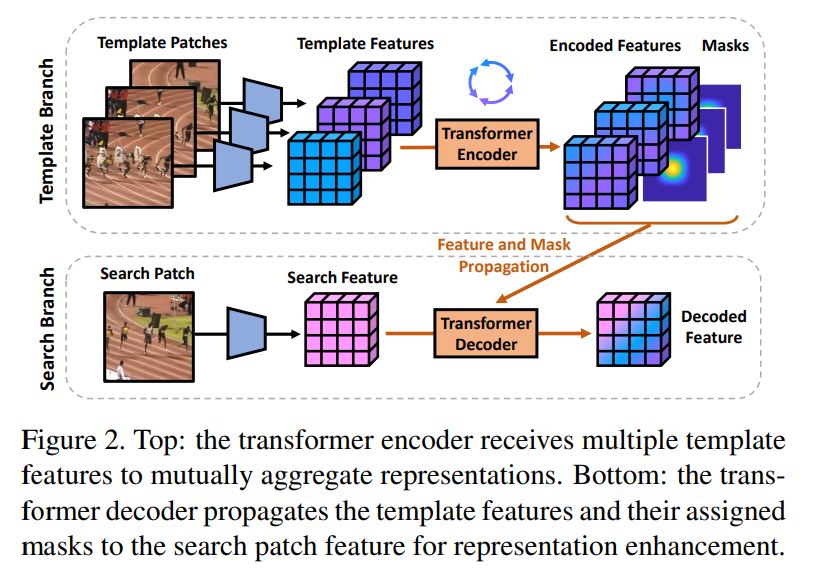 Template Patches
Template Features
Encoded Features
Masks
Template Branch
Transformer
Encoder
Feature and Mask
Propagation
Search Branch
Search Patch
Search Feature
Transformer
Decoder
Decoded
Feature
Figure 2. Top: the transformer encoder receives multiple template
features to mutually aggregate representations. Bottom: the trans-
former decoder propagates the template features and their assigned
masks to the search patch feature for representation enhancement.